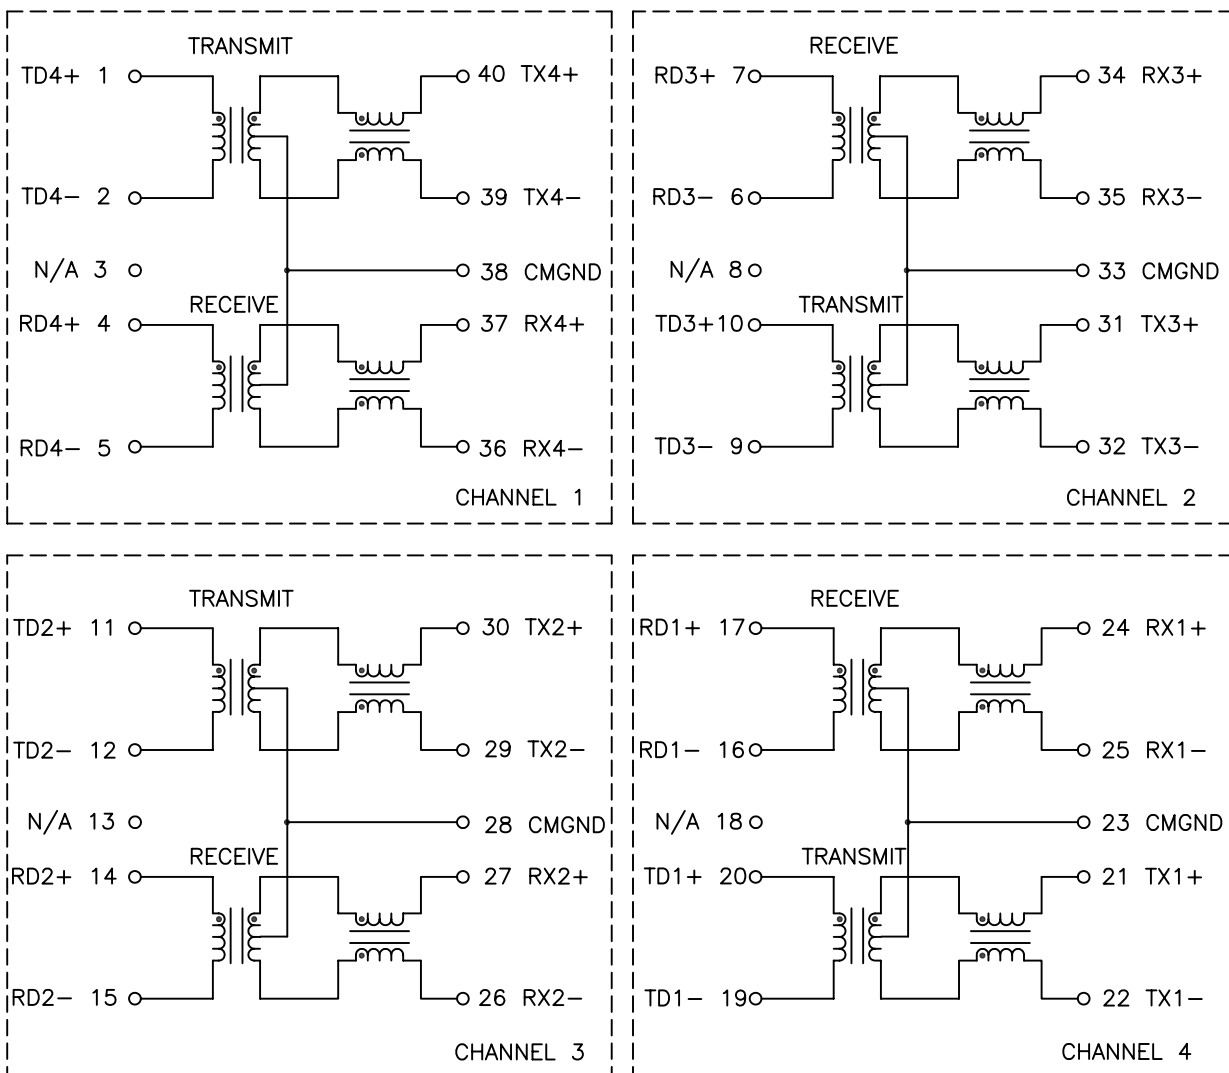 TRANSMIT
TD4+ 1
40 TX4+
TD4- 2
39 TX4-
N/A 3
38 CMGND
RECEIVE
RD4+ 4
37 RX4+
RD4- 5
36 RX4-
CHANNEL 1
RECEIVE
RD3+ 7
34 RX3+
RD3- 6
35 RX3-
N/A 8
33 CMGND
TRANSMIT
TD3+10
31 TX3+
TD3- 9
32 TX3-
CHANNEL 2
TRANSMIT
TD2+ 11
30 TX2+
TD2- 12
29 TX2-
N/A 13
28 CMGND
RECEIVE
RD2+ 14
27 RX2+
RD2- 15
26 RX2-
CHANNEL 3
RECEIVE
RD1+ 17
24 RX1+
RD1- 16
25 RX1-
N/A 18
23 CMGND
TRANSMIT
TD1+ 20
21 TX1+
TD1- 19
22 TX1-
CHANNEL 4